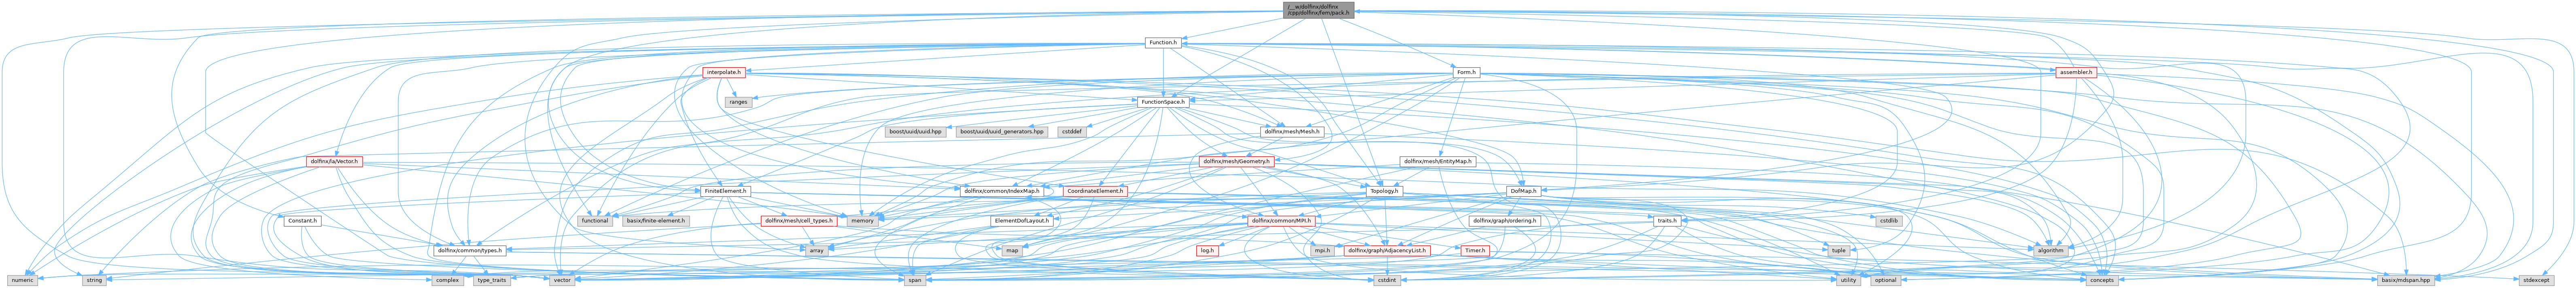 /__w/dolfinx/dolfinx
/cpp/dolfinx/fem/pack.h
Function.h
interpolate.h
Form.h
assembler.h
ranges
FunctionSpace.h
boost/uuid/uuid.hpp
boost/uuid/uuid_generators.hpp
cstddef
dolfinx/mesh/Mesh.h
dolfinx/la/Vector.h
dolfinx/mesh/Geometry.h
dolfinx/mesh/EntityMap.h
FiniteElement.h
dolfinx/common/IndexMap.h
CoordinateElement.h
Topology.h
DofMap.h
Constant.h
functional
basix/finite-element.h
dolfinx/mesh/cell_types.h
memory
ElementDofLayout.h
dolfinx/common/MPI.h
dolfinx/graph/ordering.h
traits.h
cstdlib
dolfinx/common/types.h
array
map
log.h
mpi.h
dolfinx/graph/AdjacencyList.h
Timer.h
tuple
algorithm
numeric
string
complex
type_traits
vector
span
cstdint
utility
optional
concepts
basix/mdspan.hpp
stdexcept